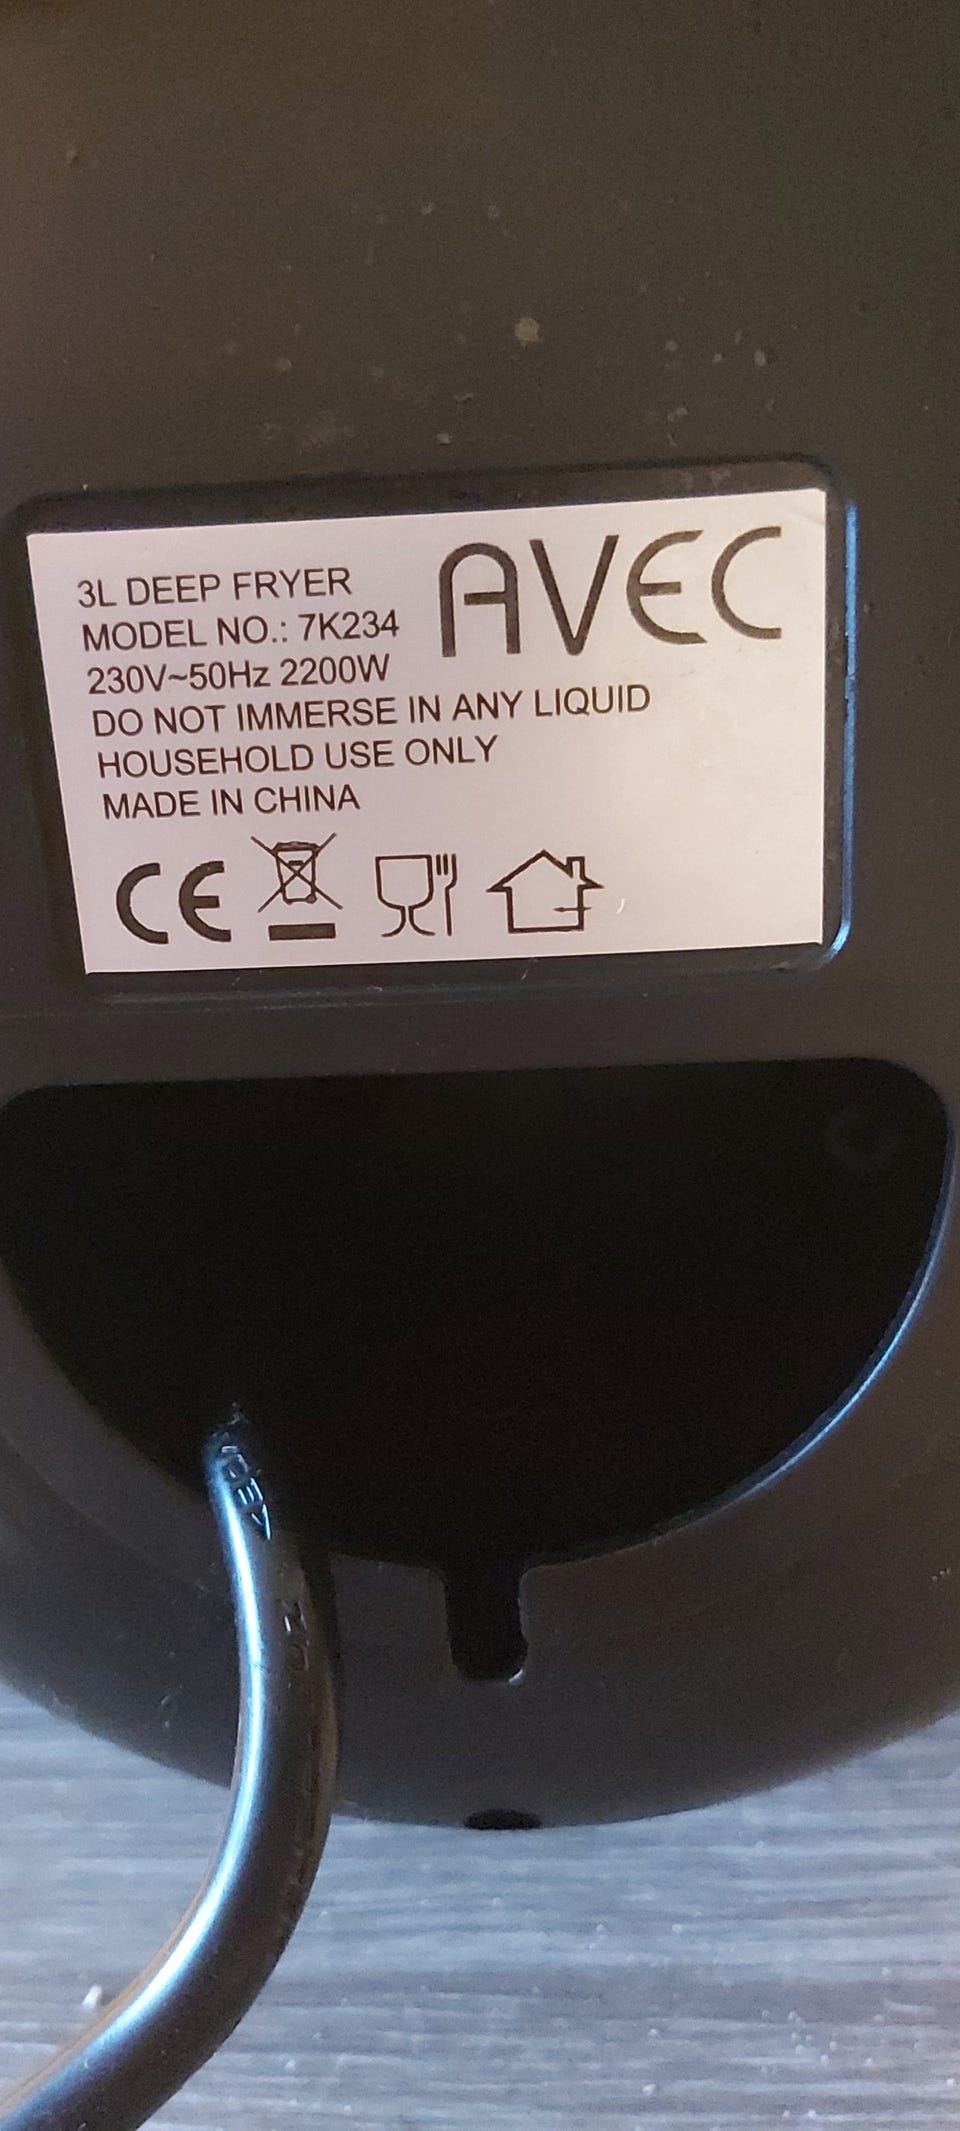 AVEC
3L DEEP FRYER
MODEL NO.: 7K234
230V~50Hz 2200W
DO NOT IMMERSE IN ANY LIQUID
HOUSEHOLD USE ONLY
MADE IN CHINA
CE